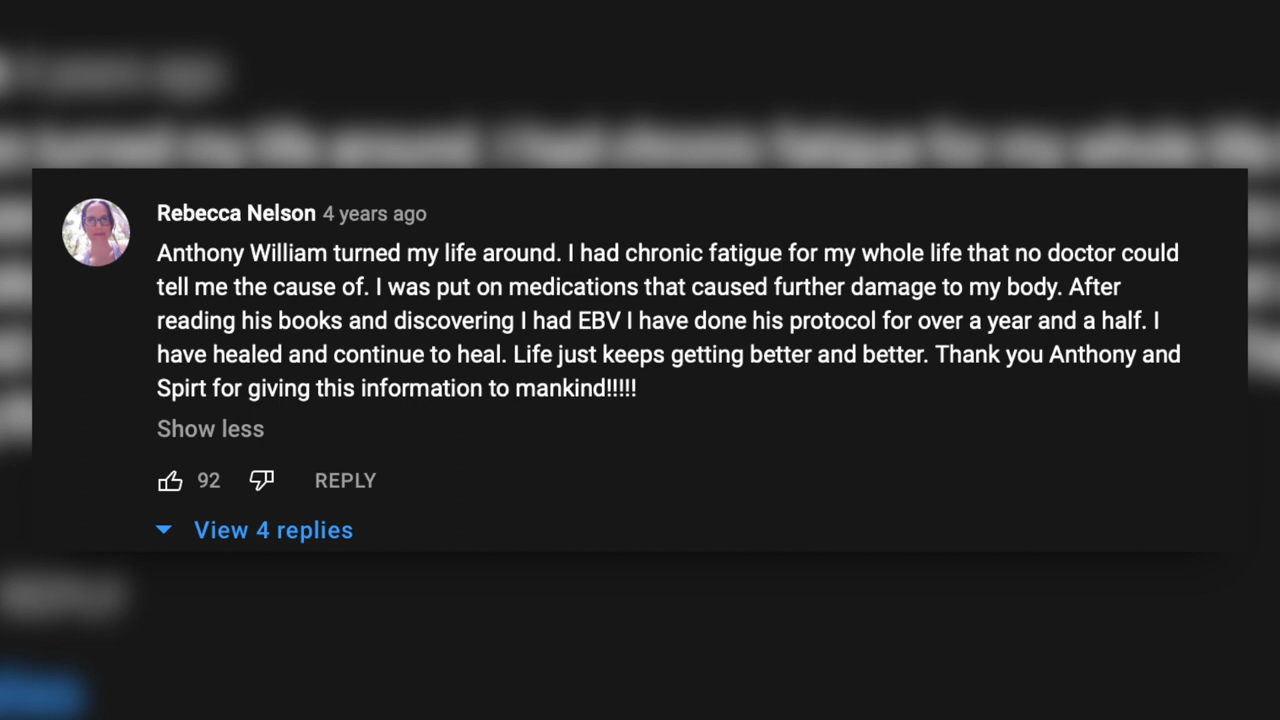 Rebecca Nelson 4 years ago
Anthony William turned my life around. I had chronic fatigue for my whole life that no doctor could
tell me the cause of. I was put on medications that caused further damage to my body. After
reading his books and discovering I had EBV I have done his protocol for over a year and a half. I
have healed and continue to heal. Life just keeps getting better and better. Thank you Anthony and
Spirt for giving this information to mankind!!!!!
Show less
92 REPLY
View 4 replies